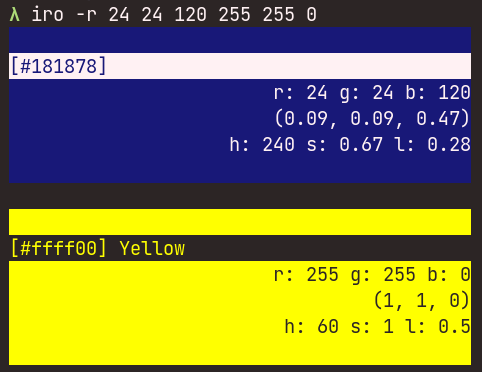 λ iro -r 24 24 120 255 255 0
[#181878]
r: 24 g: 24 b: 120
(0.09, 0.09, 0.47)
h: 240 s: 0.67 l: 0.28
[#ffff00] Yellow
r: 255 g: 255 b: 0
(1, 1, 0)
h: 60 s: 1 l: 0.5